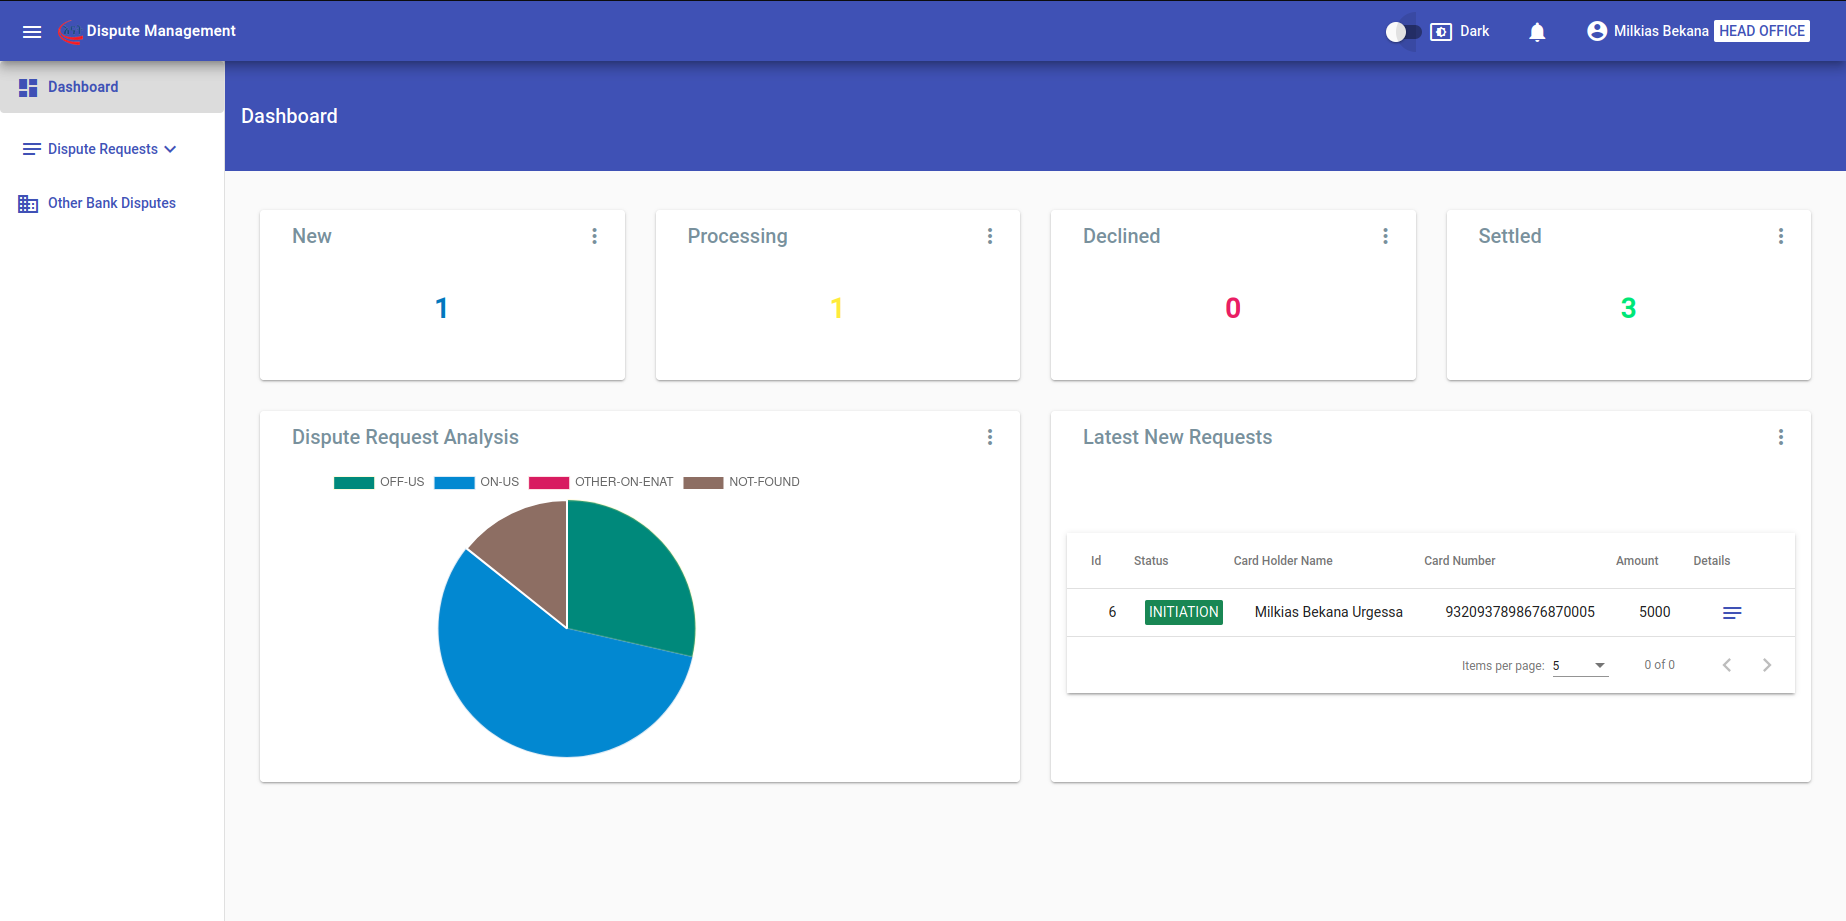 Dispute Management
Dark
Milkias Bekana HEAD OFFICE
Dashboard
Dispute Requests
Other Bank Disputes
Dashboard
New
1
Processing
1
Declined
0
Settled
3
Dispute Request Analysis
OFF-US ON-US OTHER-ON-ENAT NOT-FOUND
Latest New Requests
Id Status Card Holder Name Card Number Amount Details
6 INITIATION Milkias Bekana Urgessa 9320937898676870005 5000
Items per page: 5 0 of 0